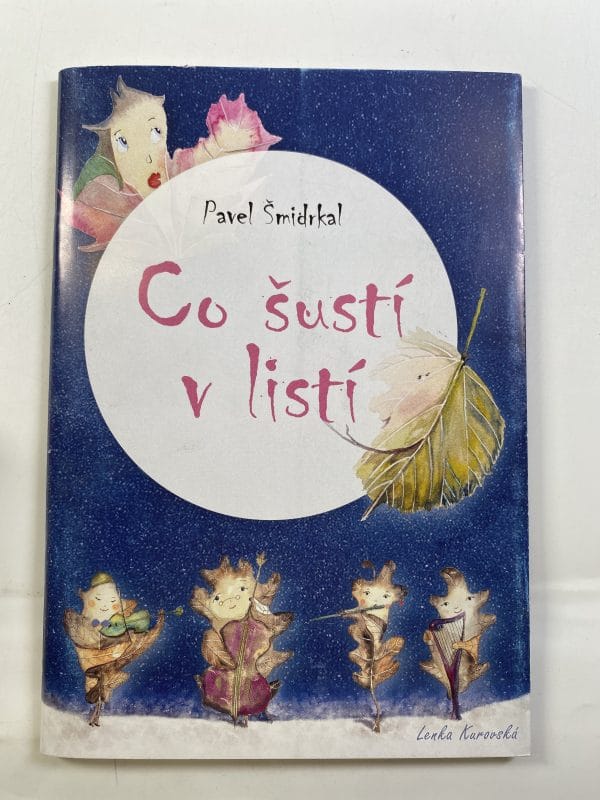 Pavel Šmidrkal
Co šustí
v listí
Lenka Kurovská